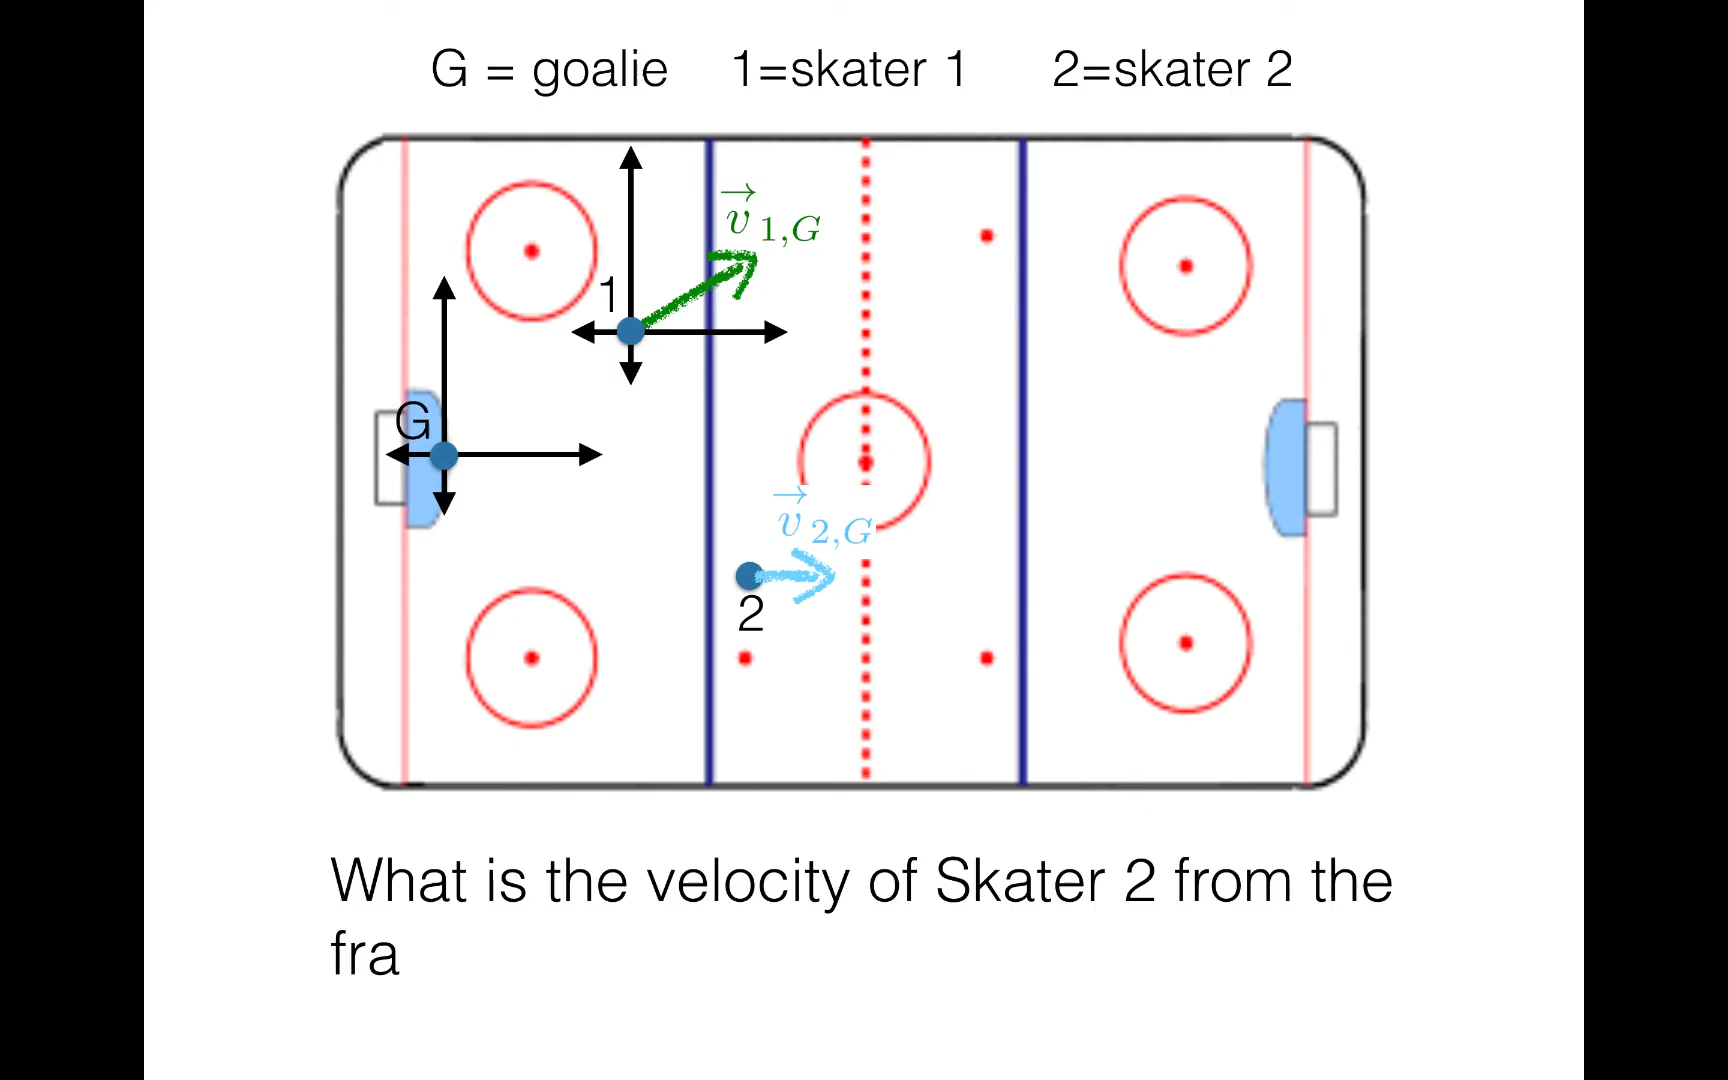 G = goalie 1=skater 1 2=skater 2
v⃗ 1,G
1
G
v⃗ 2,G
2
What is the velocity of Skater 2 from the
fra